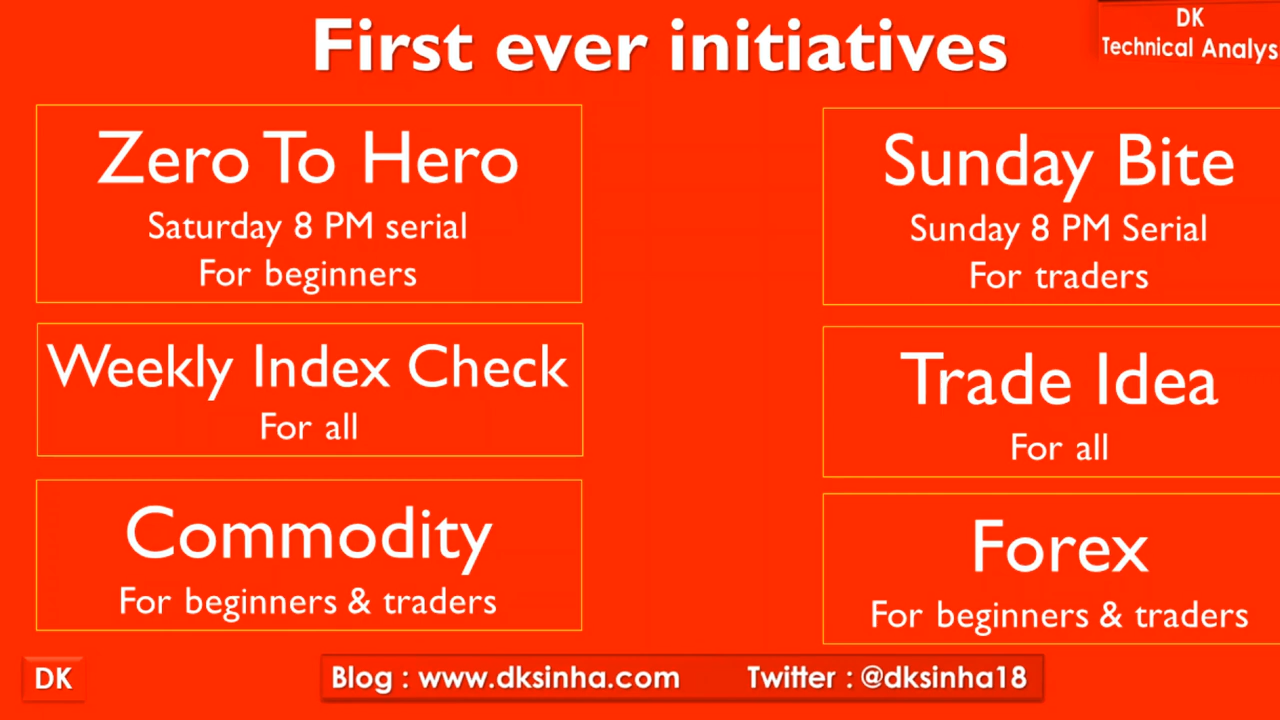 First ever initiatives
DK
Technical Analys
Zero To Hero
Saturday 8 PM serial
For beginners
Sunday Bite
Sunday 8 PM Serial
For traders
Weekly Index Check
For all
Trade Idea
For all
Commodity
For beginners & traders
Forex
For beginners & traders
DK
Blog : www.dksinha.com Twitter : @dksinha18